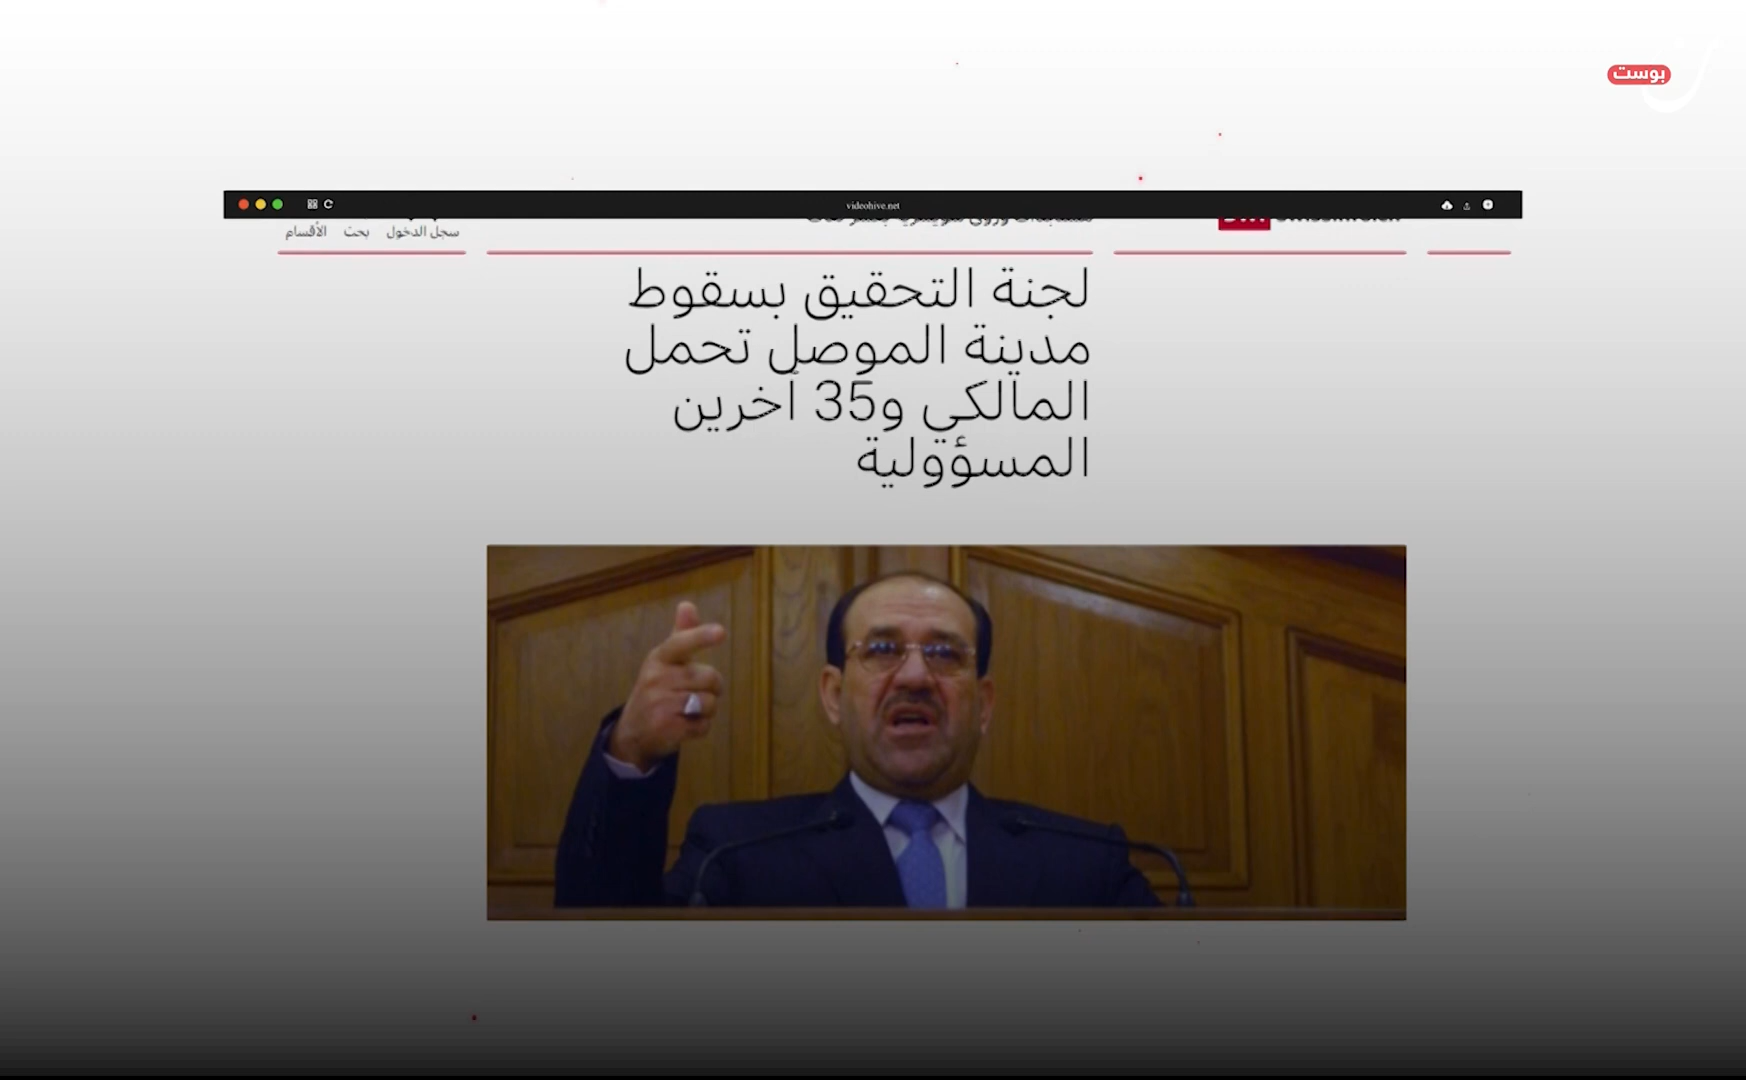 بوست
videohive.net
سجل الدخول بحث الأقسام
لجنة التحقيق بسقوط
مدينة الموصل تحمل
المالكي و35 آخرين
المسؤولية